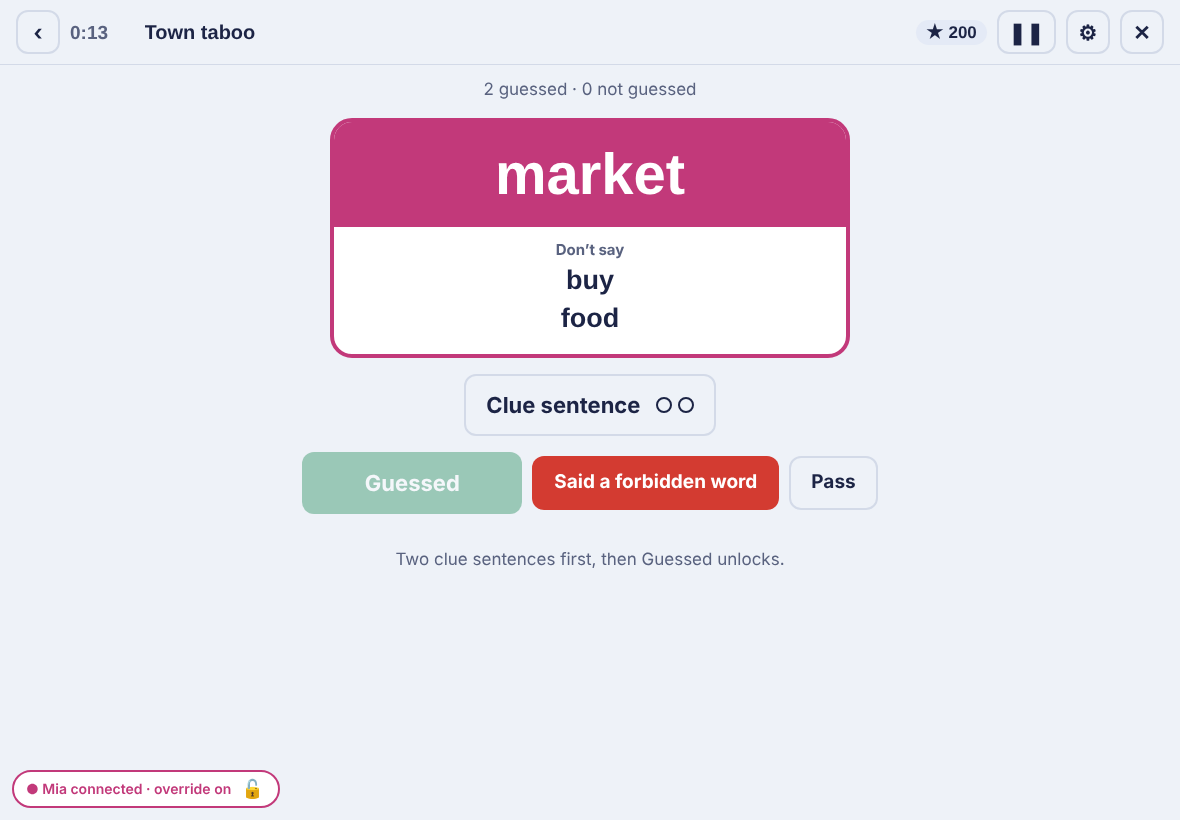 ‹ 0:13 Town taboo ★ 200 ❚❚ ⚙ ✕
2 guessed · 0 not guessed
market
Don’t say
buy
food
Clue sentence
Guessed Said a forbidden word Pass
Two clue sentences first, then Guessed unlocks.
Mia connected · override on 🔓